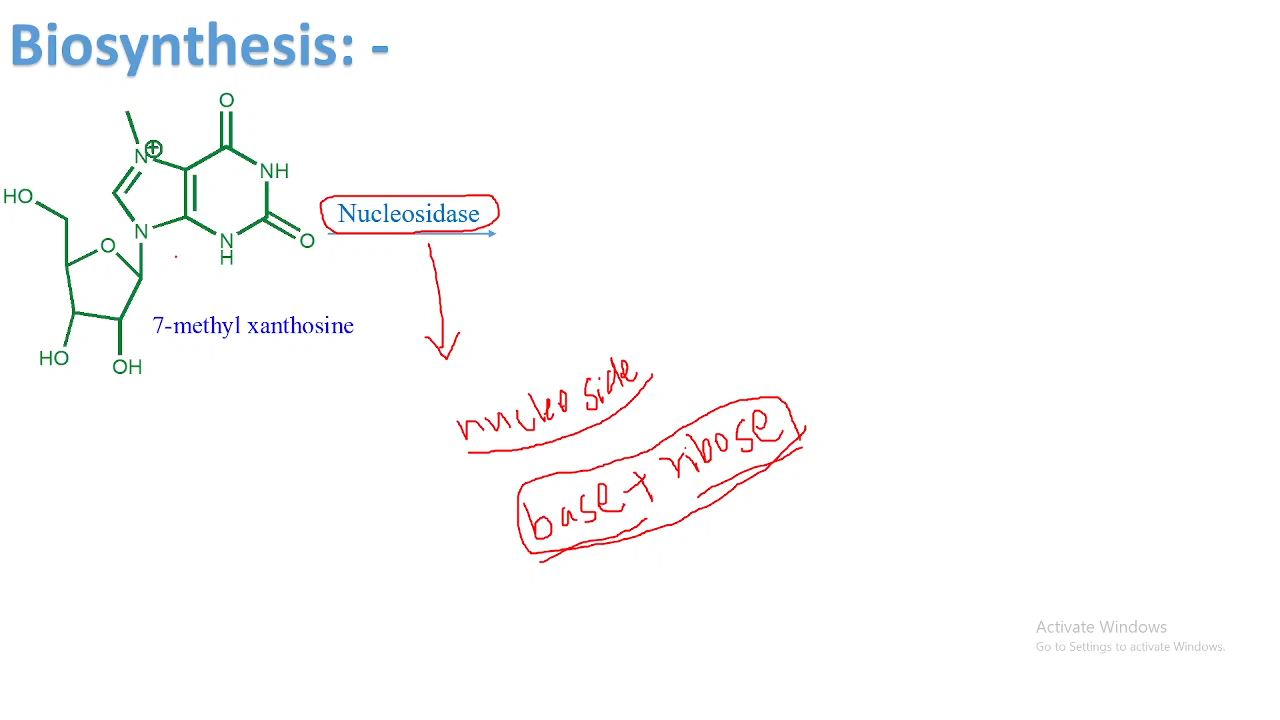 Biosynthesis: -
O
N
⊕
NH
HO
Nucleosidase
N
O
N
H
O
O
7-methyl xanthosine
HO
OH
nucleoside
base + ribose
Activate Windows
Go to Settings to activate Windows.